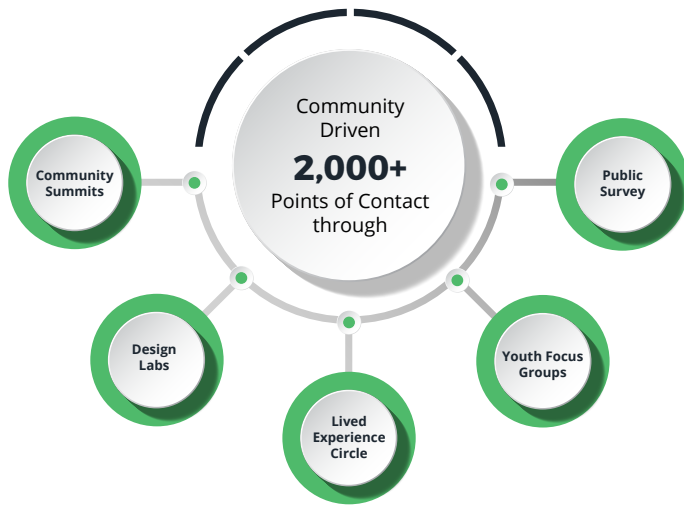 Community
Driven
2,000+
Points of Contact
through
Community
Summits
Design
Labs
Lived
Experience
Circle
Youth Focus
Groups
Public
Survey